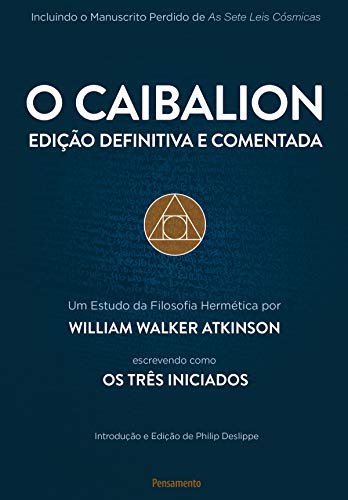 Incluindo o Manuscrito Perdido de As Sete Leis Cósmicas
O CAIBALION
EDIÇÃO DEFINITIVA E COMENTADA
Um Estudo da Filosofia Hermética por
WILLIAM WALKER ATKINSON
escrevendo como
OS TRÊS INICIADOS
Introdução e Edição de Philip Deslippe
Pensamento